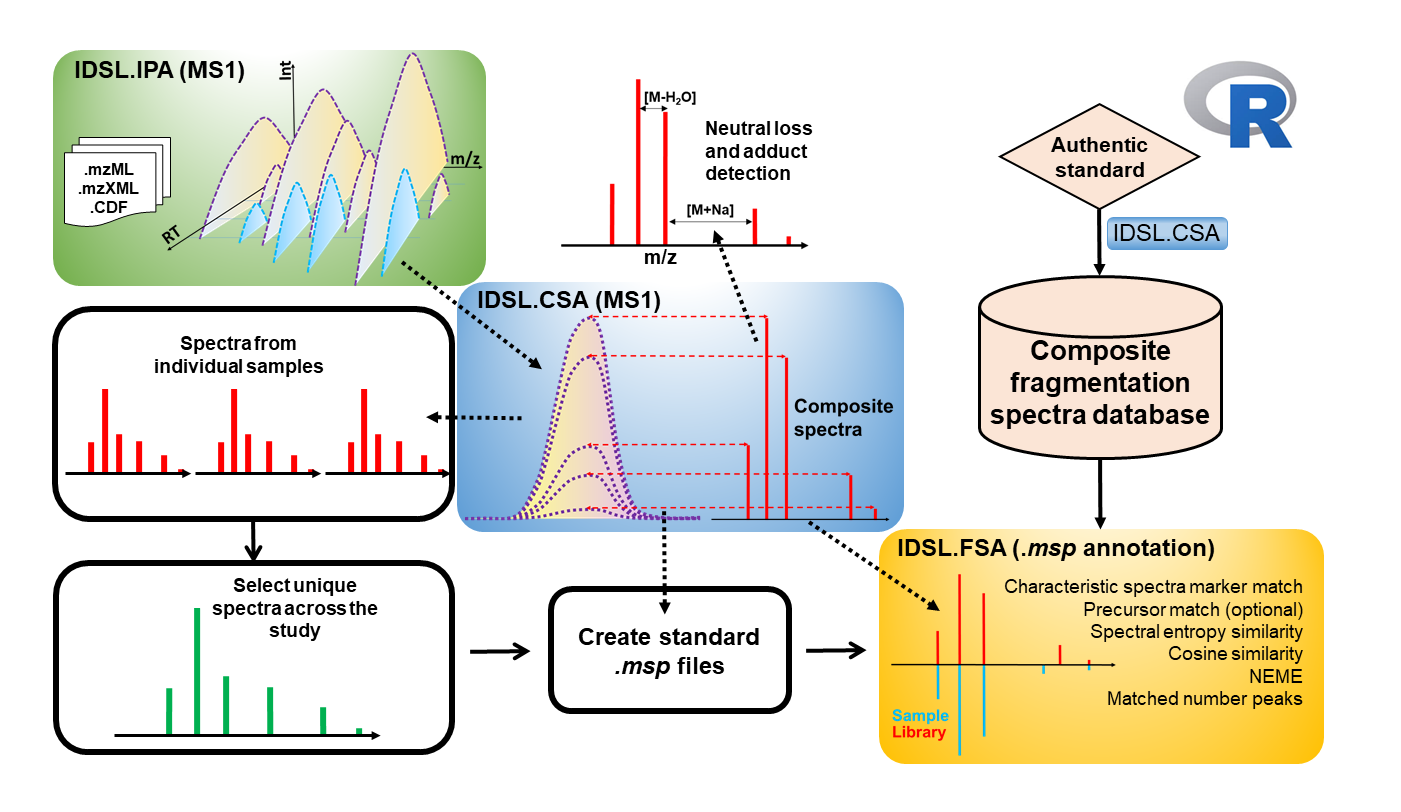 IDSL.IPA (MS1)
Int
m/z
RT
.mzML
.mzXML
.CDF
[M-H₂O]
Neutral loss
and adduct
detection
[M+Na]
m/z
R
Authentic
standard
IDSL.CSA
Composite
fragmentation
spectra database
IDSL.CSA (MS1)
Composite
spectra
Spectra from
individual samples
Select unique
spectra across the
study
Create standard
.msp files
IDSL.FSA (.msp annotation)
Characteristic spectra marker match
Precursor match (optional)
Spectral entropy similarity
Cosine similarity
NEME
Matched number peaks
Sample
Library